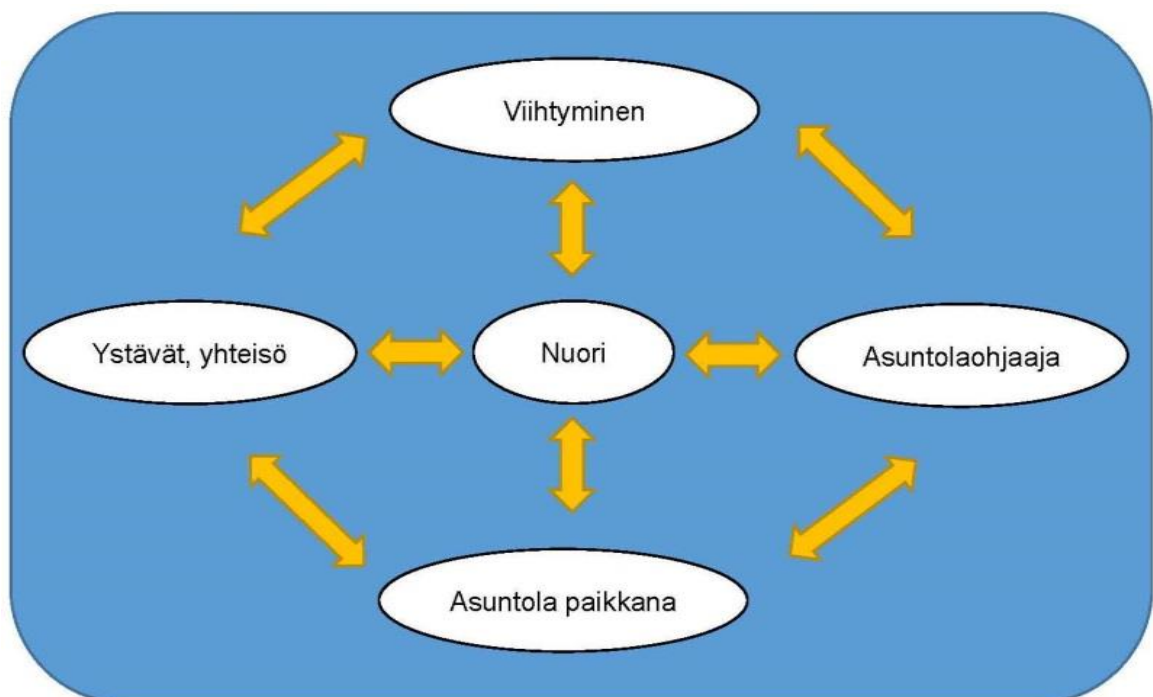 Viihtyminen
Ystävät, yhteisö
Nuori
Asuntolaohjaaja
Asuntola paikkana